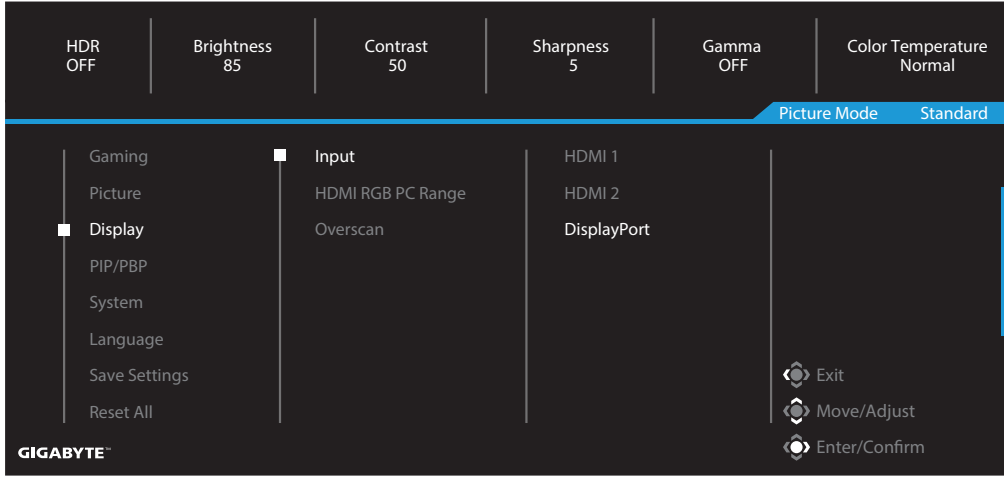 HDR Brightness Contrast Sharpness Gamma Color Temperature
OFF 85 50 5 OFF Normal
Picture Mode Standard
Gaming Input HDMI 1
Picture HDMI RGB PC Range HDMI 2
Display Overscan DisplayPort
PIP/PBP
System
Language
Save Settings Exit
Reset All Move/Adjust
GIGABYTE™ Enter/Confirm